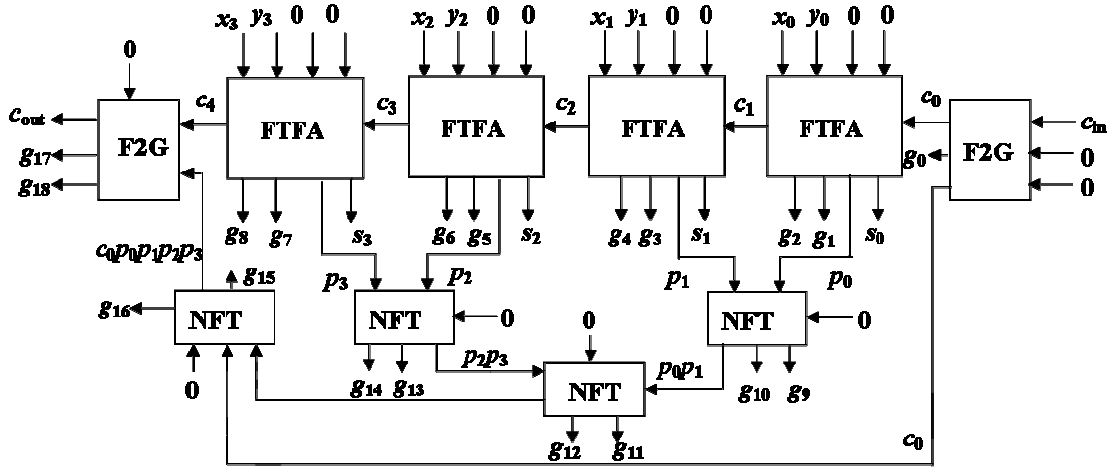 x3 y3 0 0 x2 y2 0 0 x1 y1 0 0 x0 y0 0 0
0
c4 c3 c2 c1 c0
cout FTFA FTFA FTFA FTFA cin
F2G F2G
g17 g0 0
g18 0
g8 g7 s3 g6 g5 s2 g4 g3 s1 g2 g1 s0
c0p0p1p2p3
g15 p3 p2 p1 p0
g16 NFT NFT 0 0 NFT 0
p2p3 p0p1
0 g14 g13 NFT g10 g9
g12 g11 c0